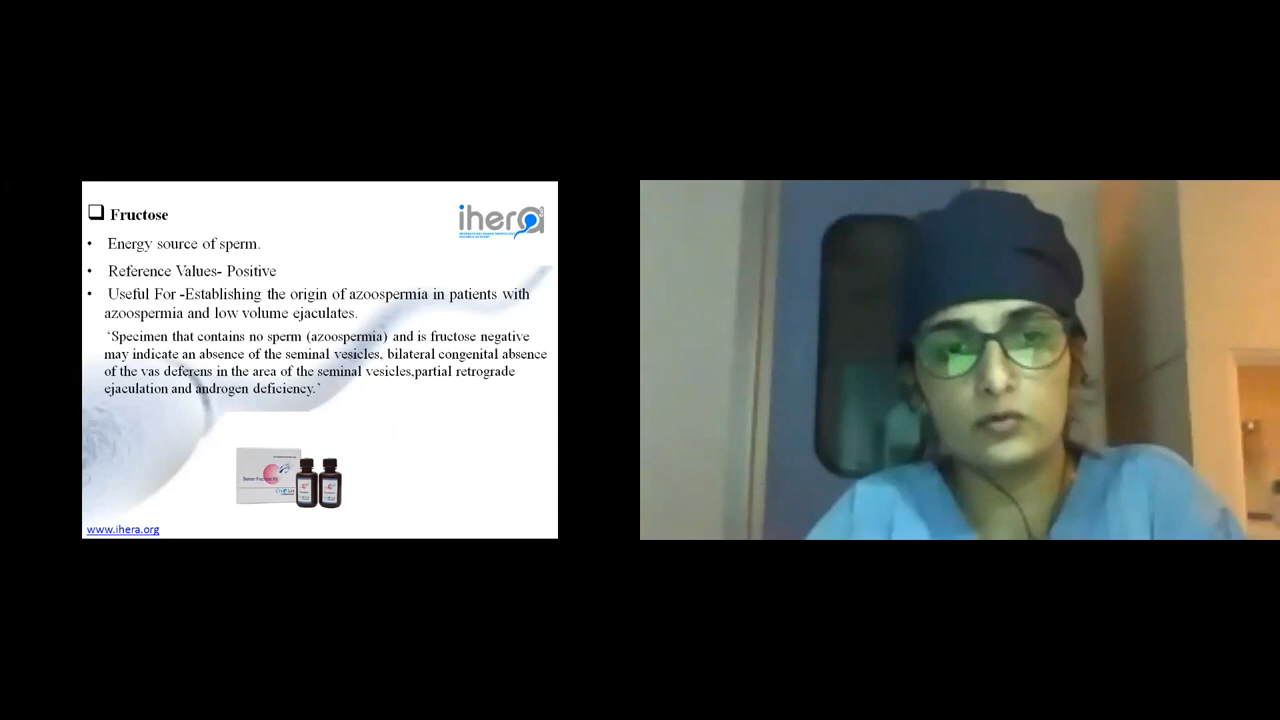 Fructose
ihera
• Energy source of sperm.
• Reference Values- Positive
• Useful For -Establishing the origin of azoospermia in patients with
azoospermia and low volume ejaculates.
‘Specimen that contains no sperm (azoospermia) and is fructose negative
may indicate an absence of the seminal vesicles, bilateral congenital absence
of the vas deferens in the area of the seminal vesicles,partial retrograde
ejaculation and androgen deficiency.`
www.ihera.org